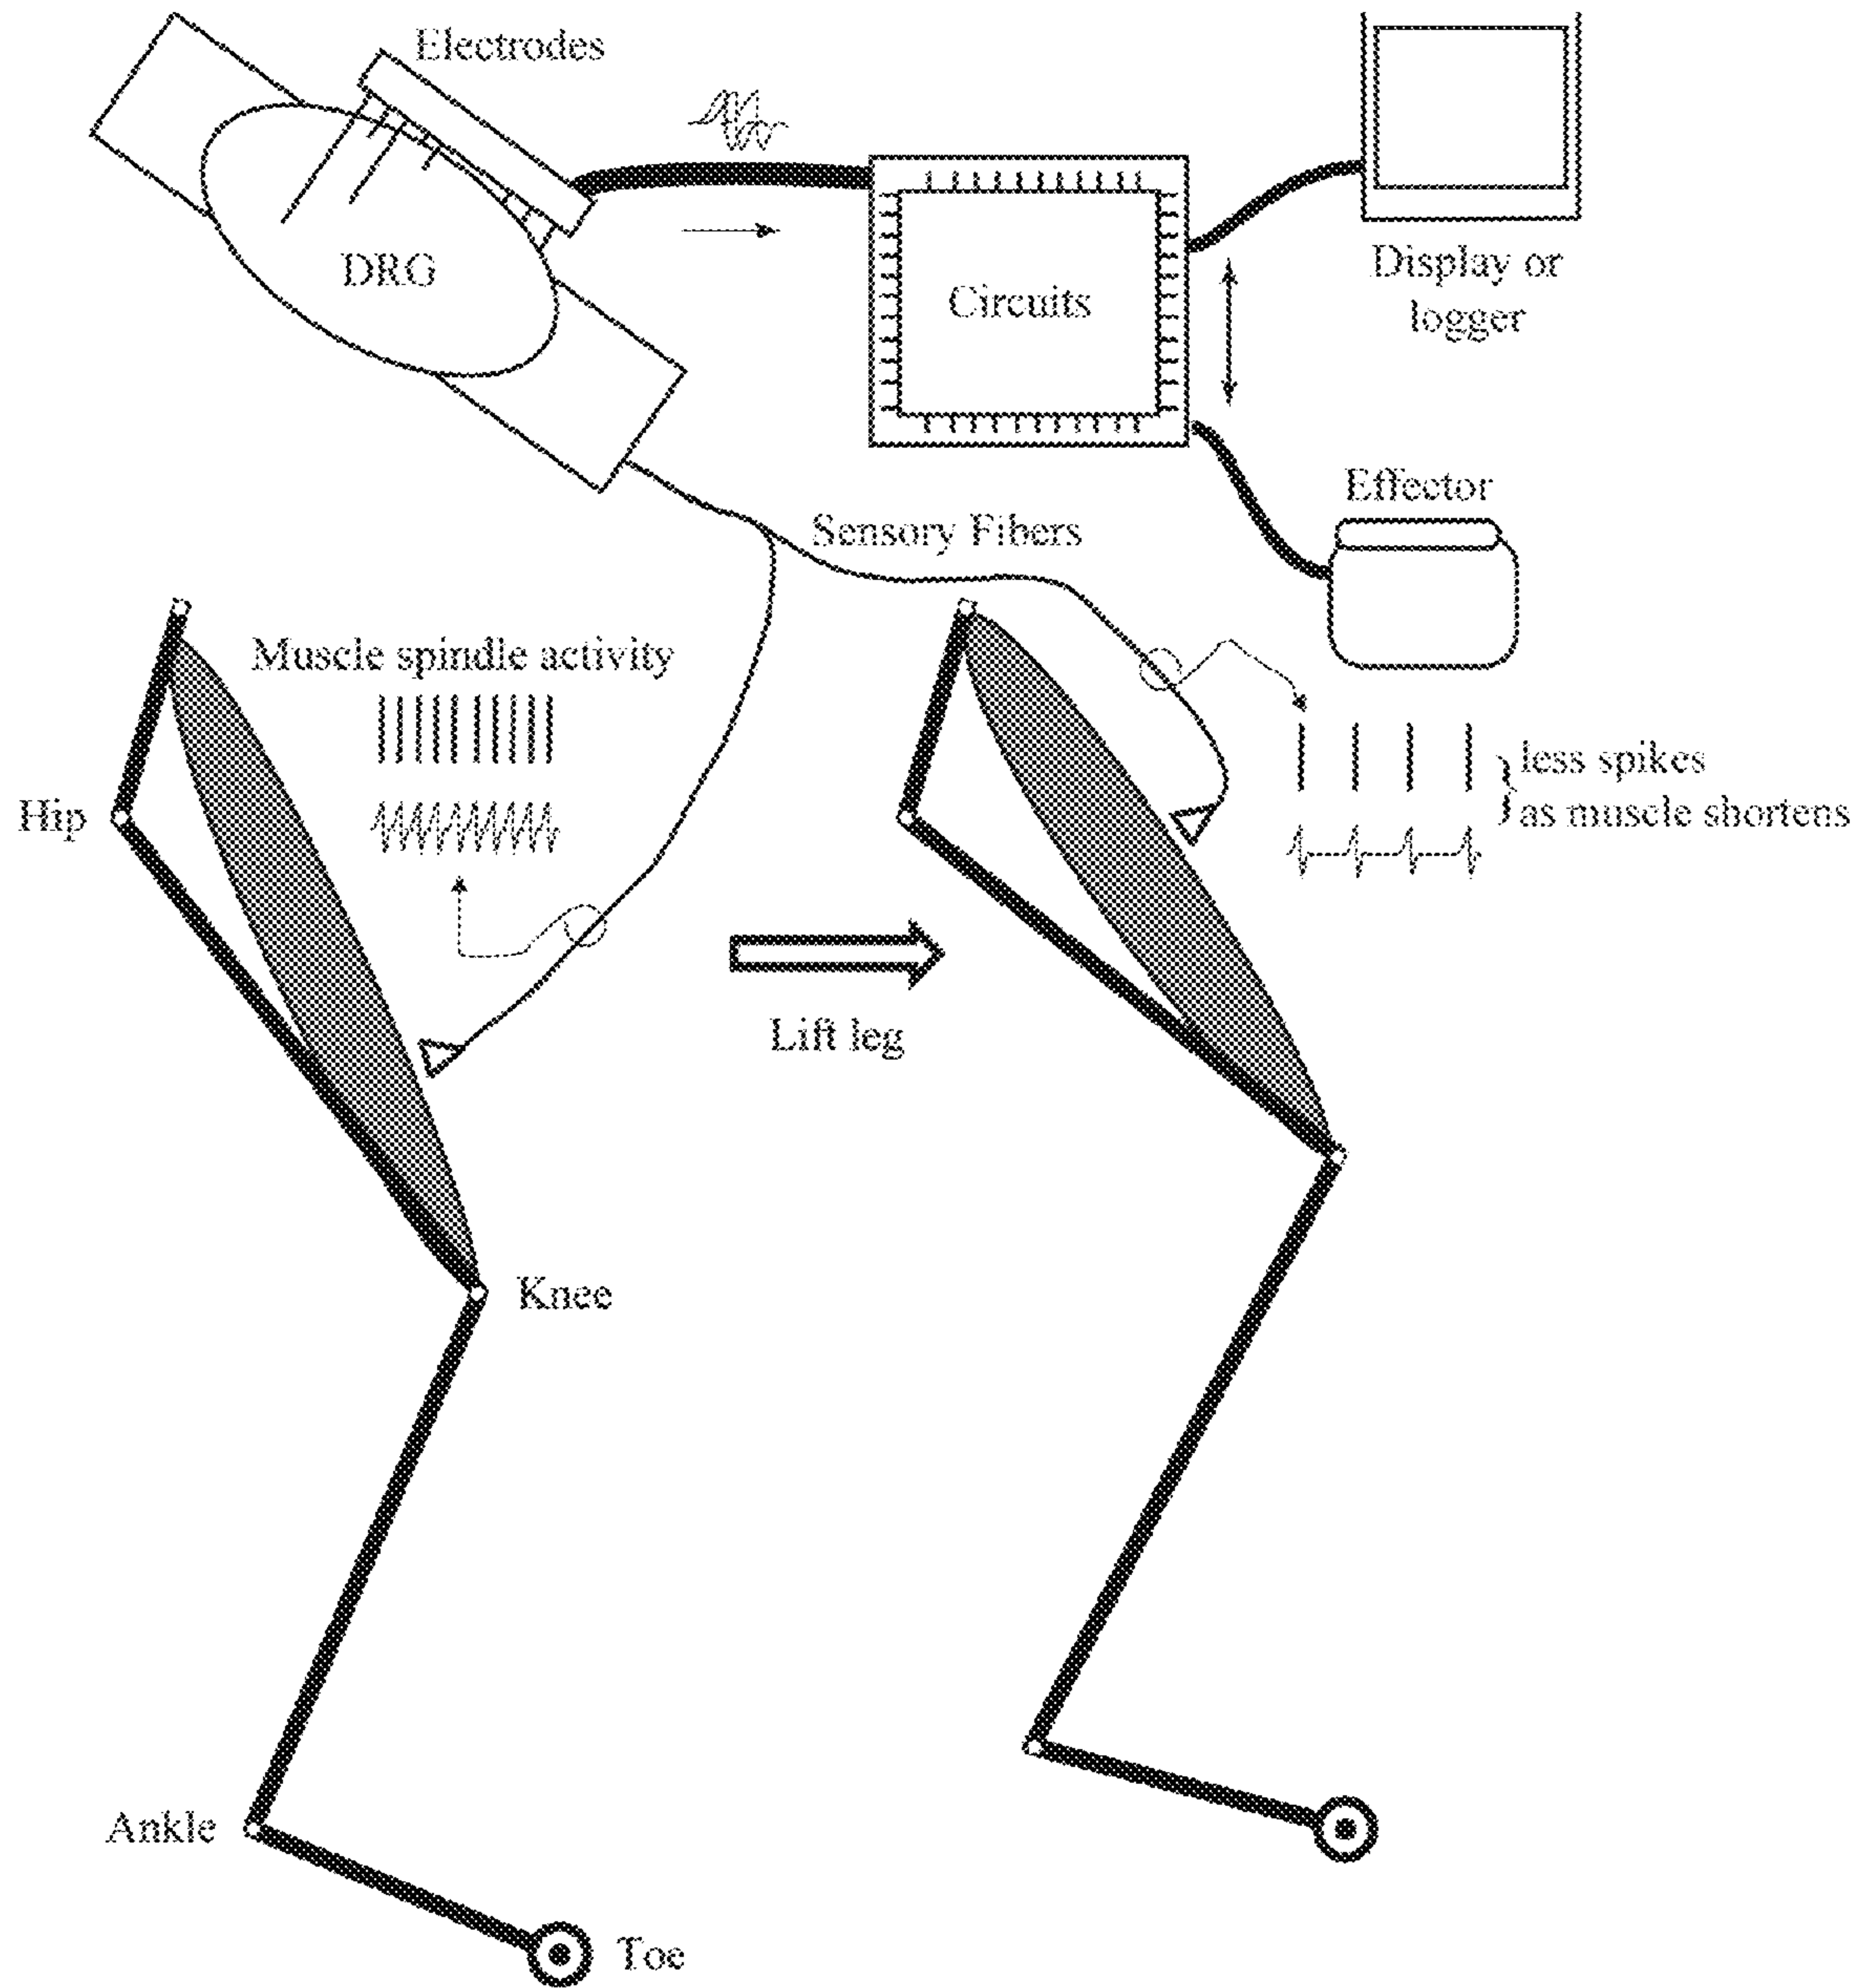 Electrodes
DRG
Circuits
Display or
logger
Effector
Sensory Fibers
Muscle spindle activity
less spikes
as muscle shortens
Hip
Lift leg
Knee
Ankle
Toe